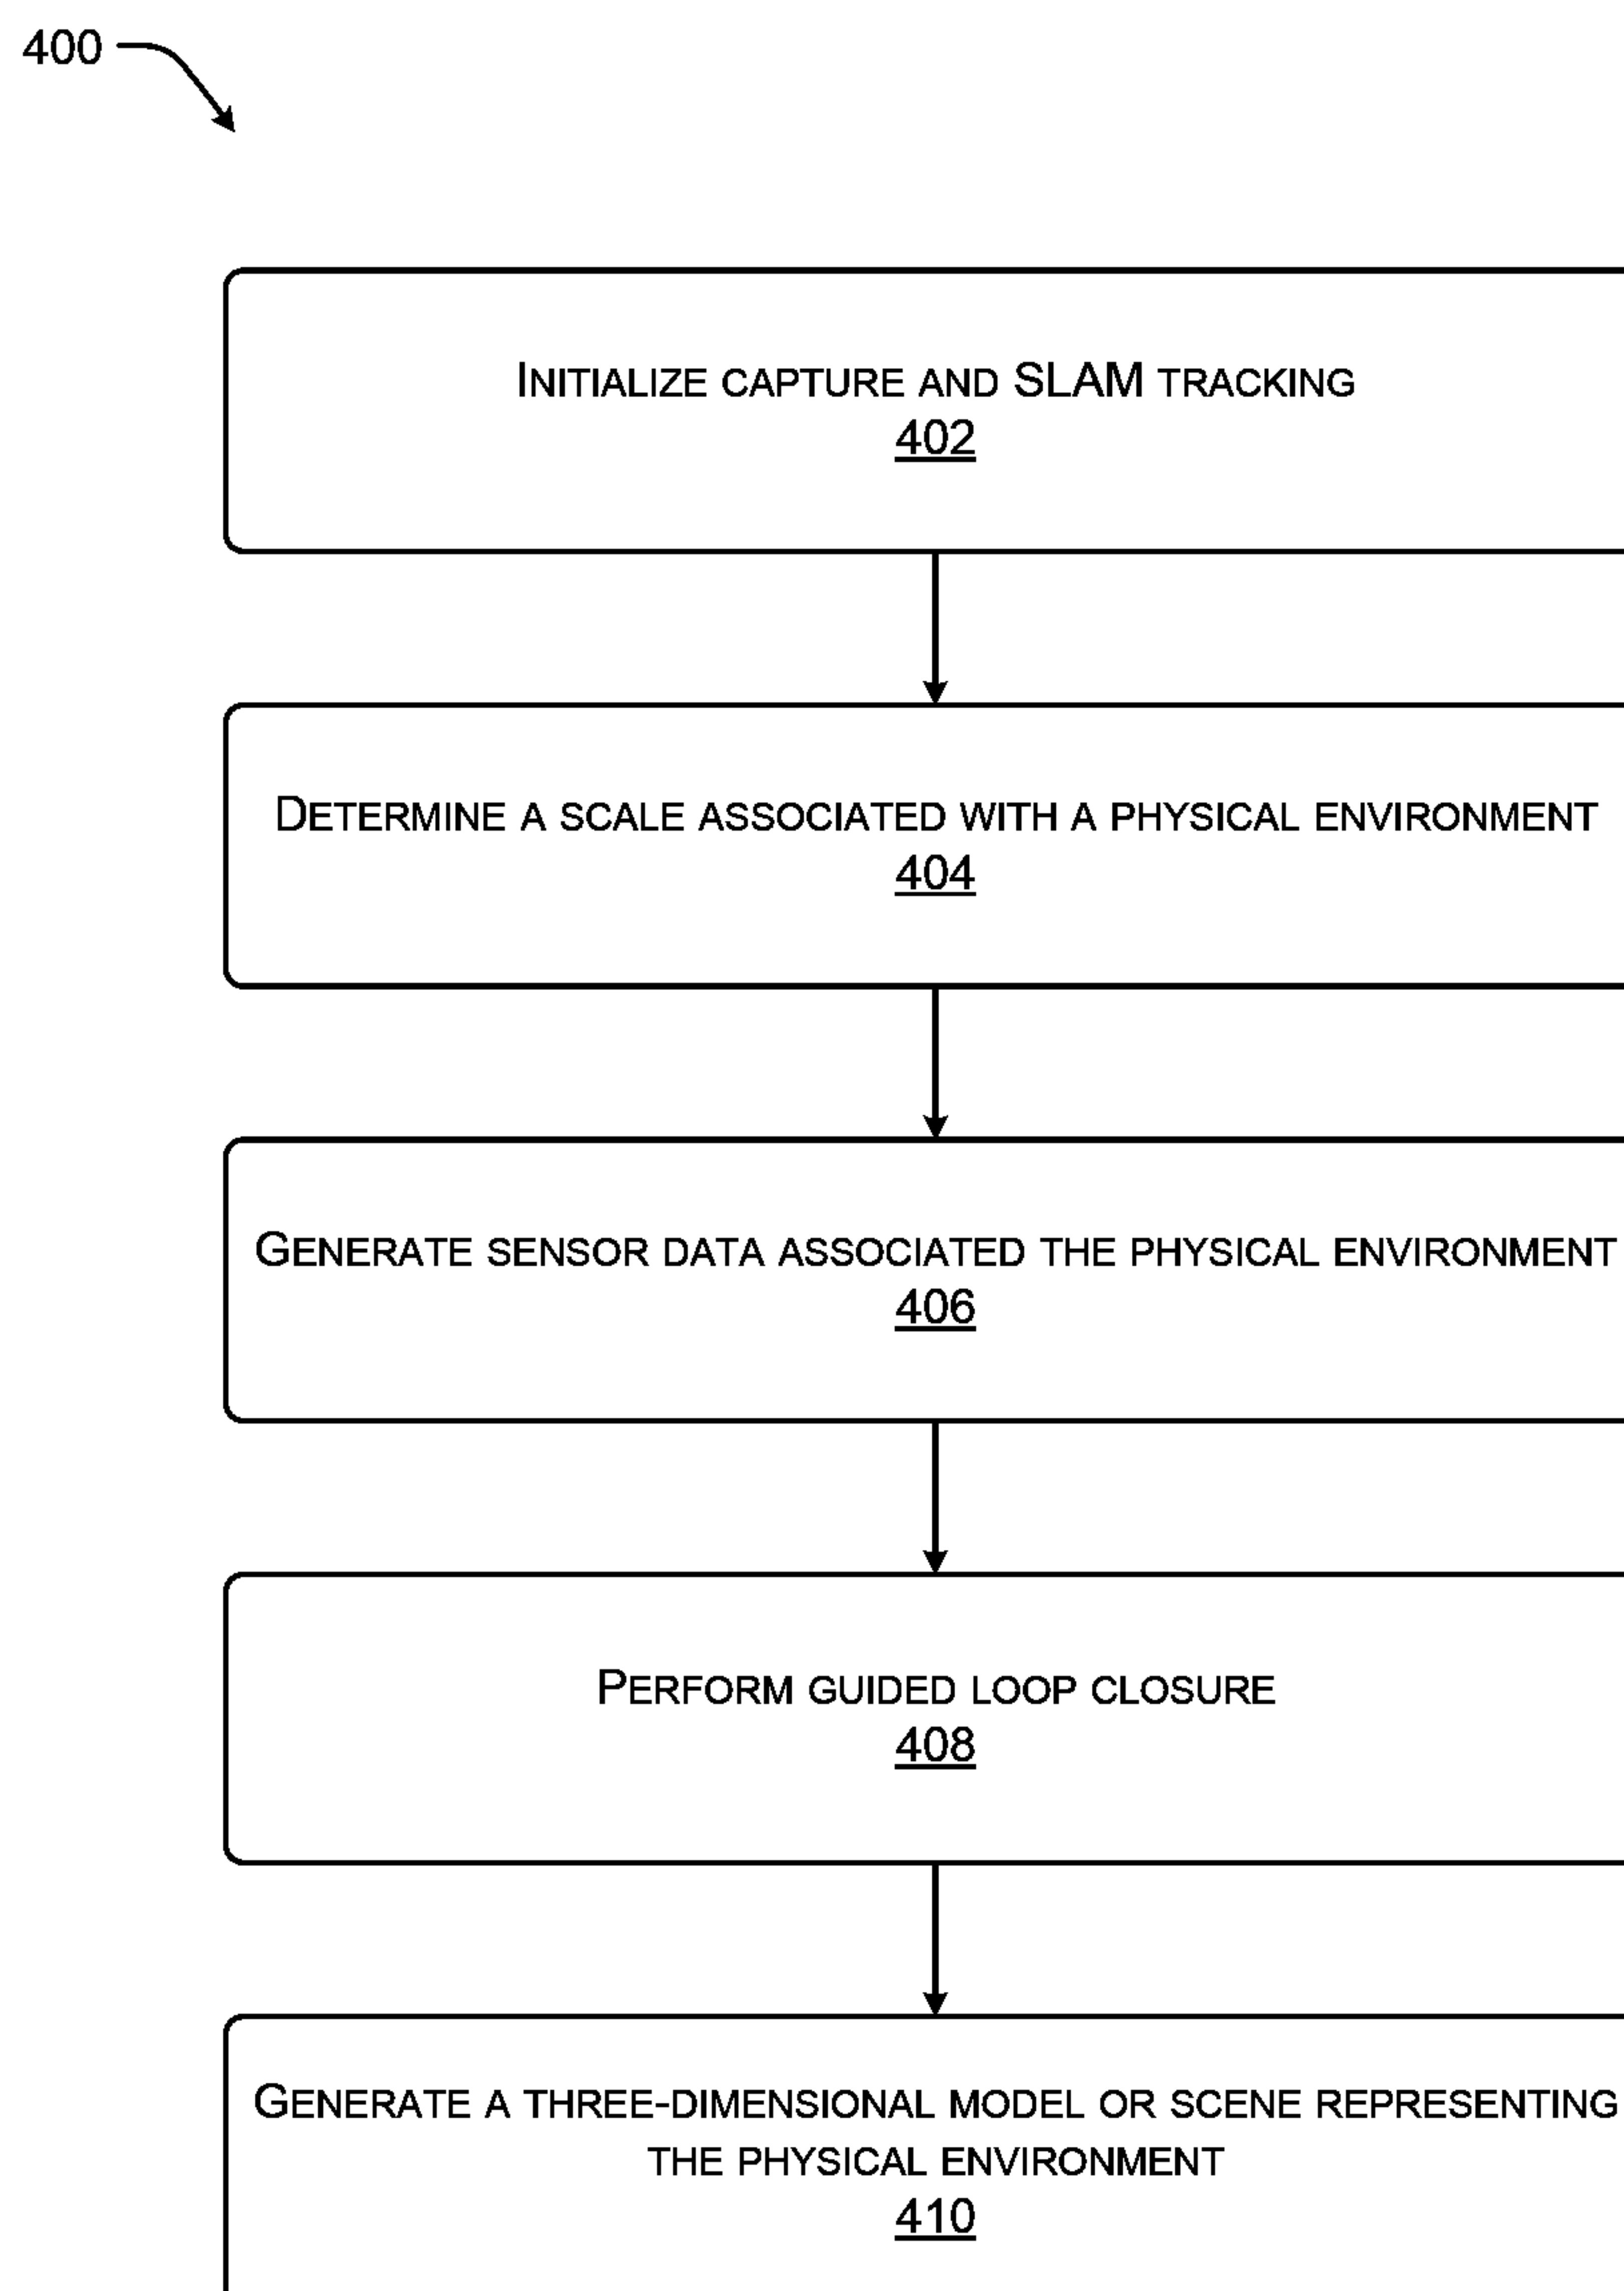 400
Initialize capture and SLAM tracking
402
Determine a scale associated with a physical environment
404
Generate sensor data associated the physical environment
406
Perform guided loop closure
408
Generate a three-dimensional model or scene representing
the physical environment
410